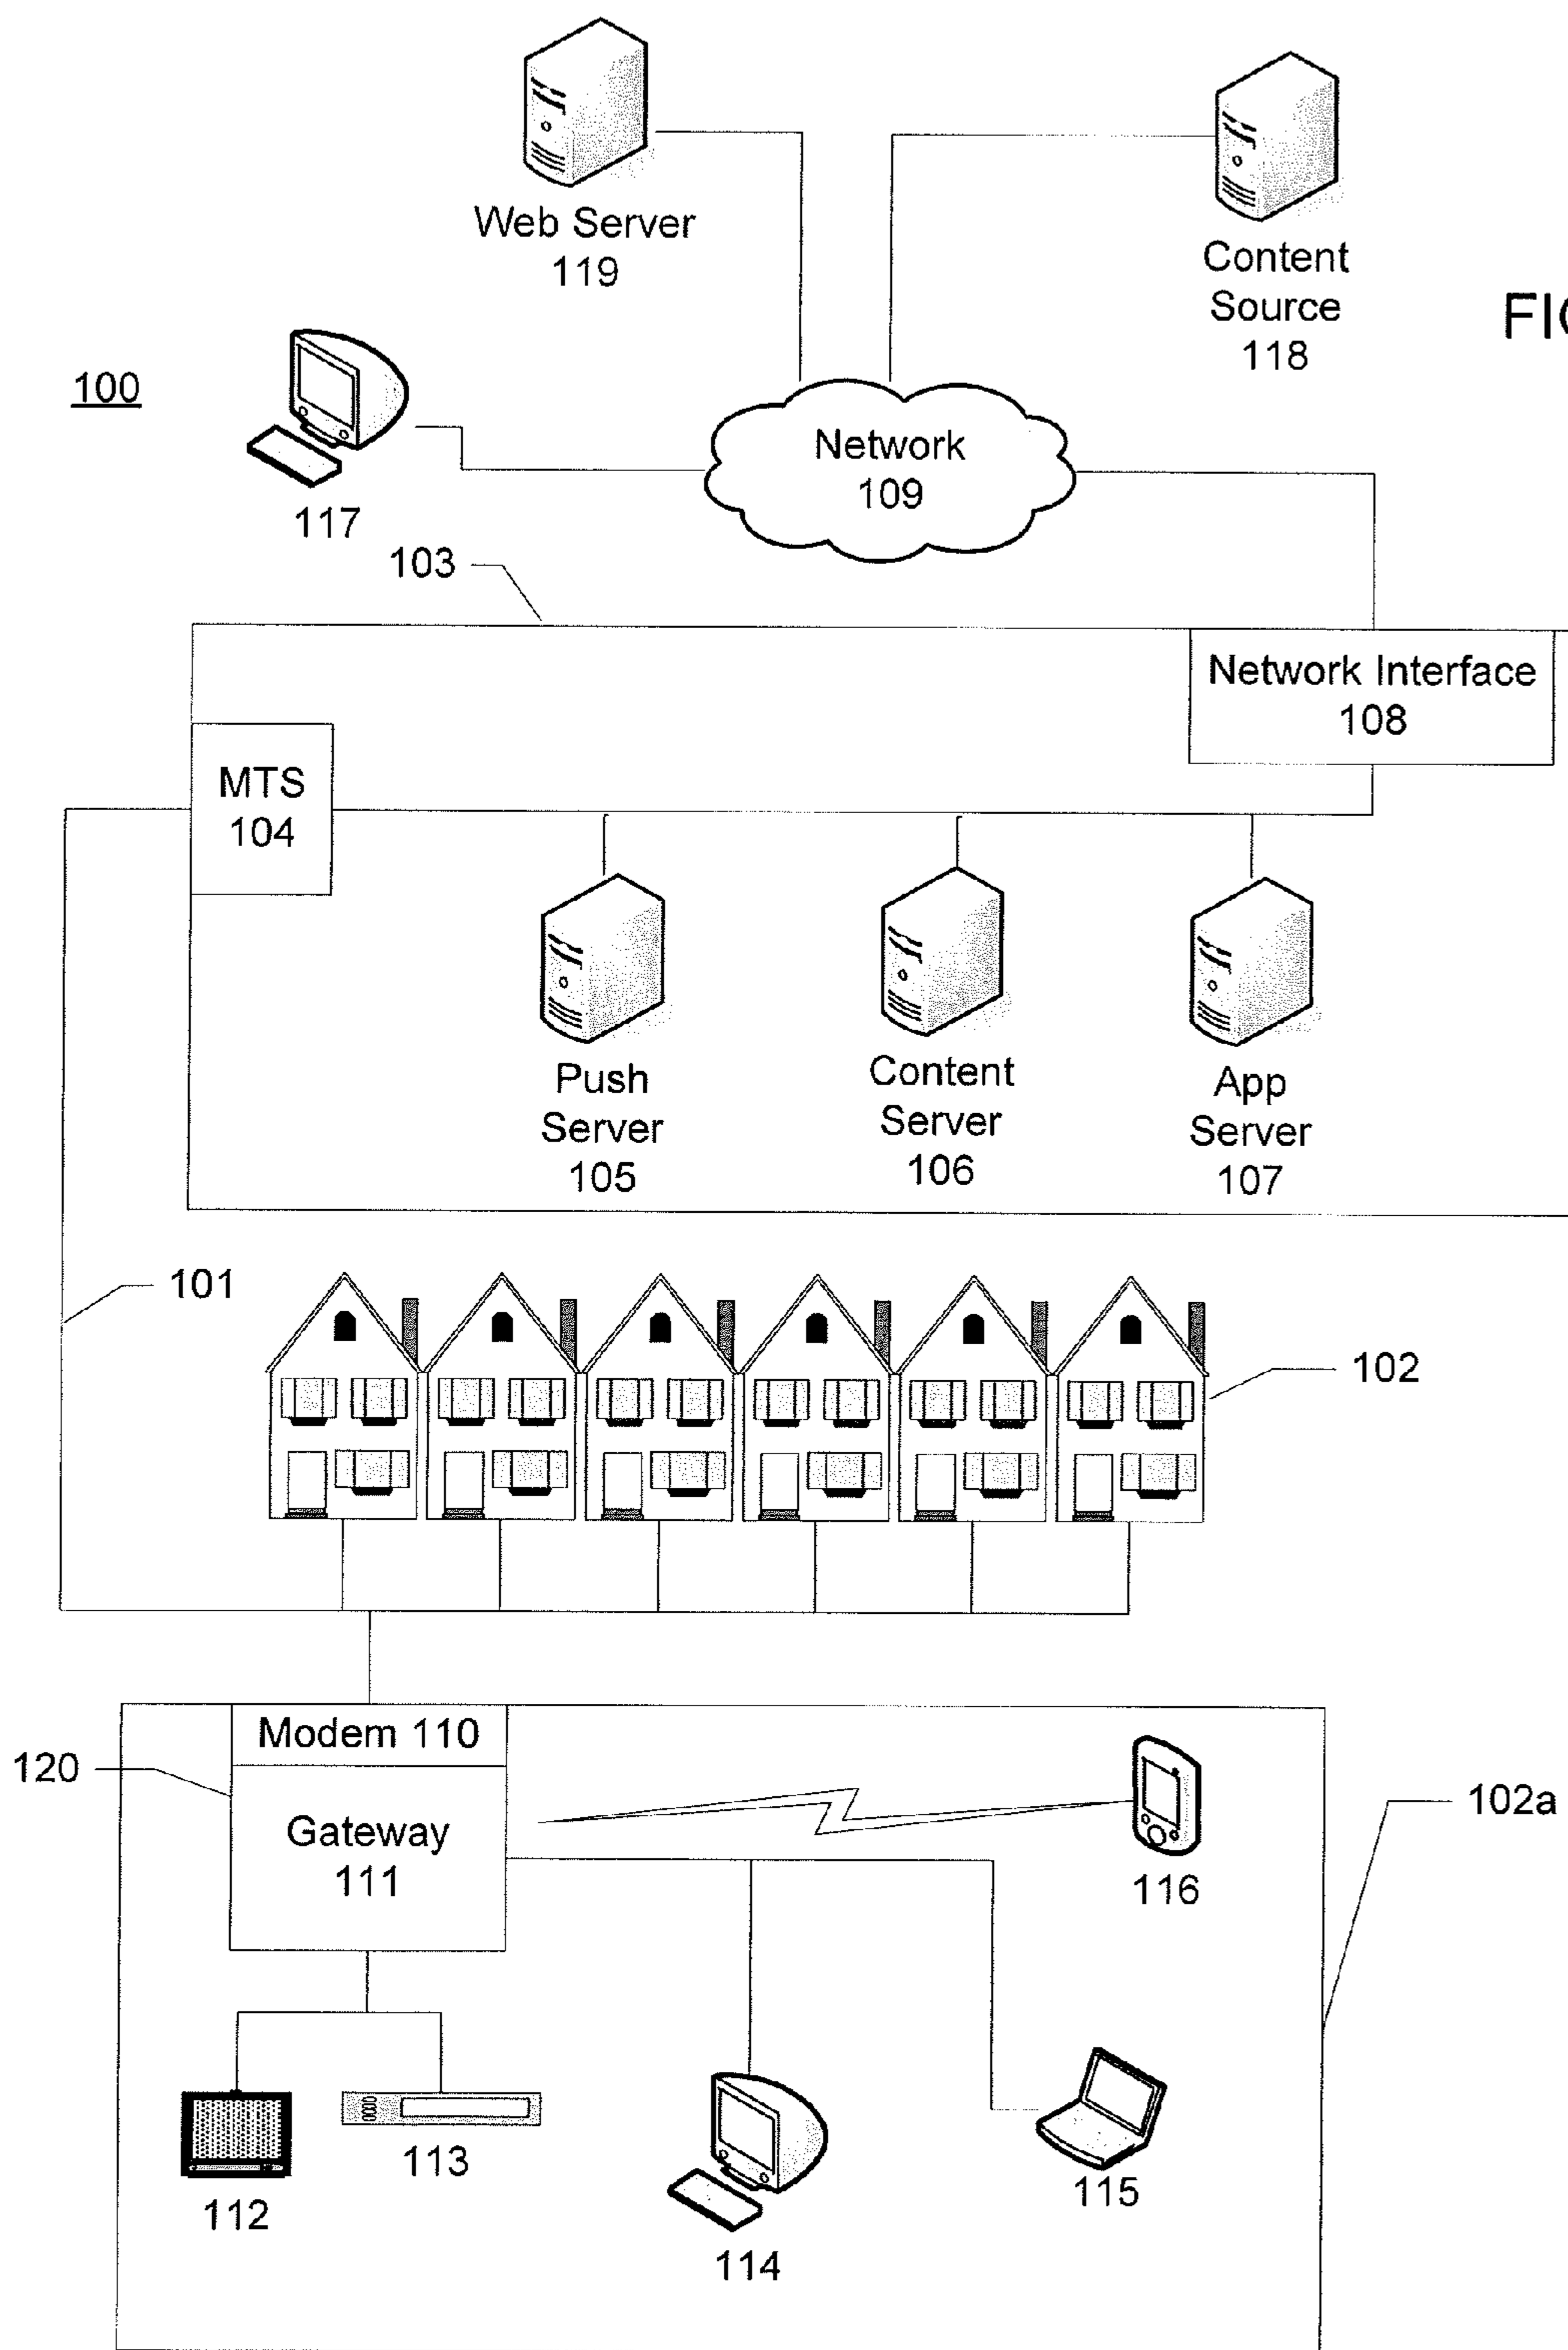 Web Server
119
Content
Source
118
FIG
100
Network
109
117
103
Network Interface
108
MTS
104
Push
Server
105
Content
Server
106
App
Server
107
101
102
Modem 110
120
Gateway
111
116
102a
112
113
114
115